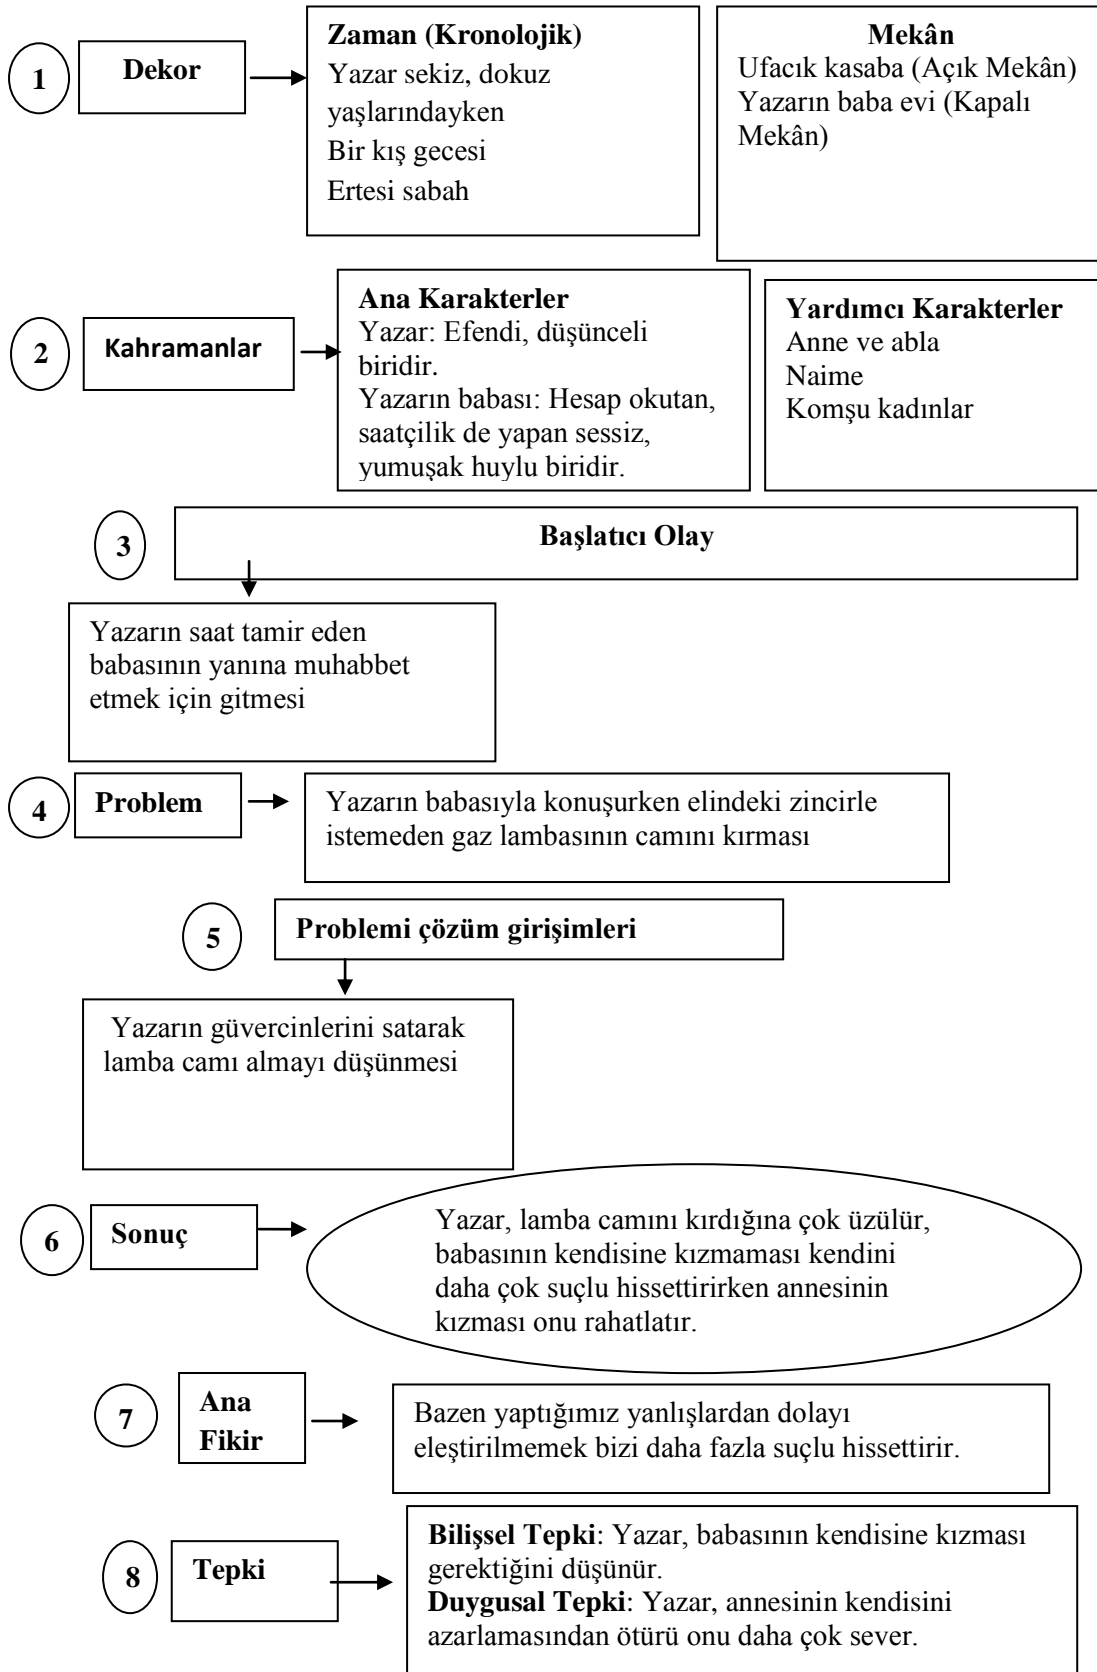 1
Dekor
Zaman (Kronolojik)
Yazar sekiz, dokuz
yaşlarındayken
Bir kış gecesi
Ertesi sabah
Mekân
Ufacık kasaba (Açık Mekân)
Yazarın baba evi (Kapalı
Mekân)
2
Kahramanlar
Ana Karakterler
Yazar: Efendi, düşünceli
biridir.
Yazarın babası: Hesap okutan,
saatçilik de yapan sessiz,
yumuşak huylu biridir.
Yardımcı Karakterler
Anne ve abla
Naime
Komşu kadınlar
3
Başlatıcı Olay
Yazarın saat tamir eden
babasının yanına muhabbet
etmek için gitmesi
4
Problem
Yazarın babasıyla konuşurken elindeki zincirle
istemeden gaz lambasının camını kırması
5
Problemi çözüm girişimleri
Yazarın güvercinlerini satarak
lamba camı almayı düşünmesi
6
Sonuç
Yazar, lamba camını kırdığına çok üzülür,
babasının kendisine kızmaması kendini
daha çok suçlu hissettirirken annesinin
kızması onu rahatlatır.
7
Ana
Fikir
Bazen yaptığımız yanlışlardan dolayı
eleştirilmemek bizi daha fazla suçlu hissettirir.
8
Tepki
Bilişsel Tepki: Yazar, babasının kendisine kızması
gerektiğini düşünür.
Duygusal Tepki: Yazar, annesinin kendisini
azarlamasından ötürü onu daha çok sever.